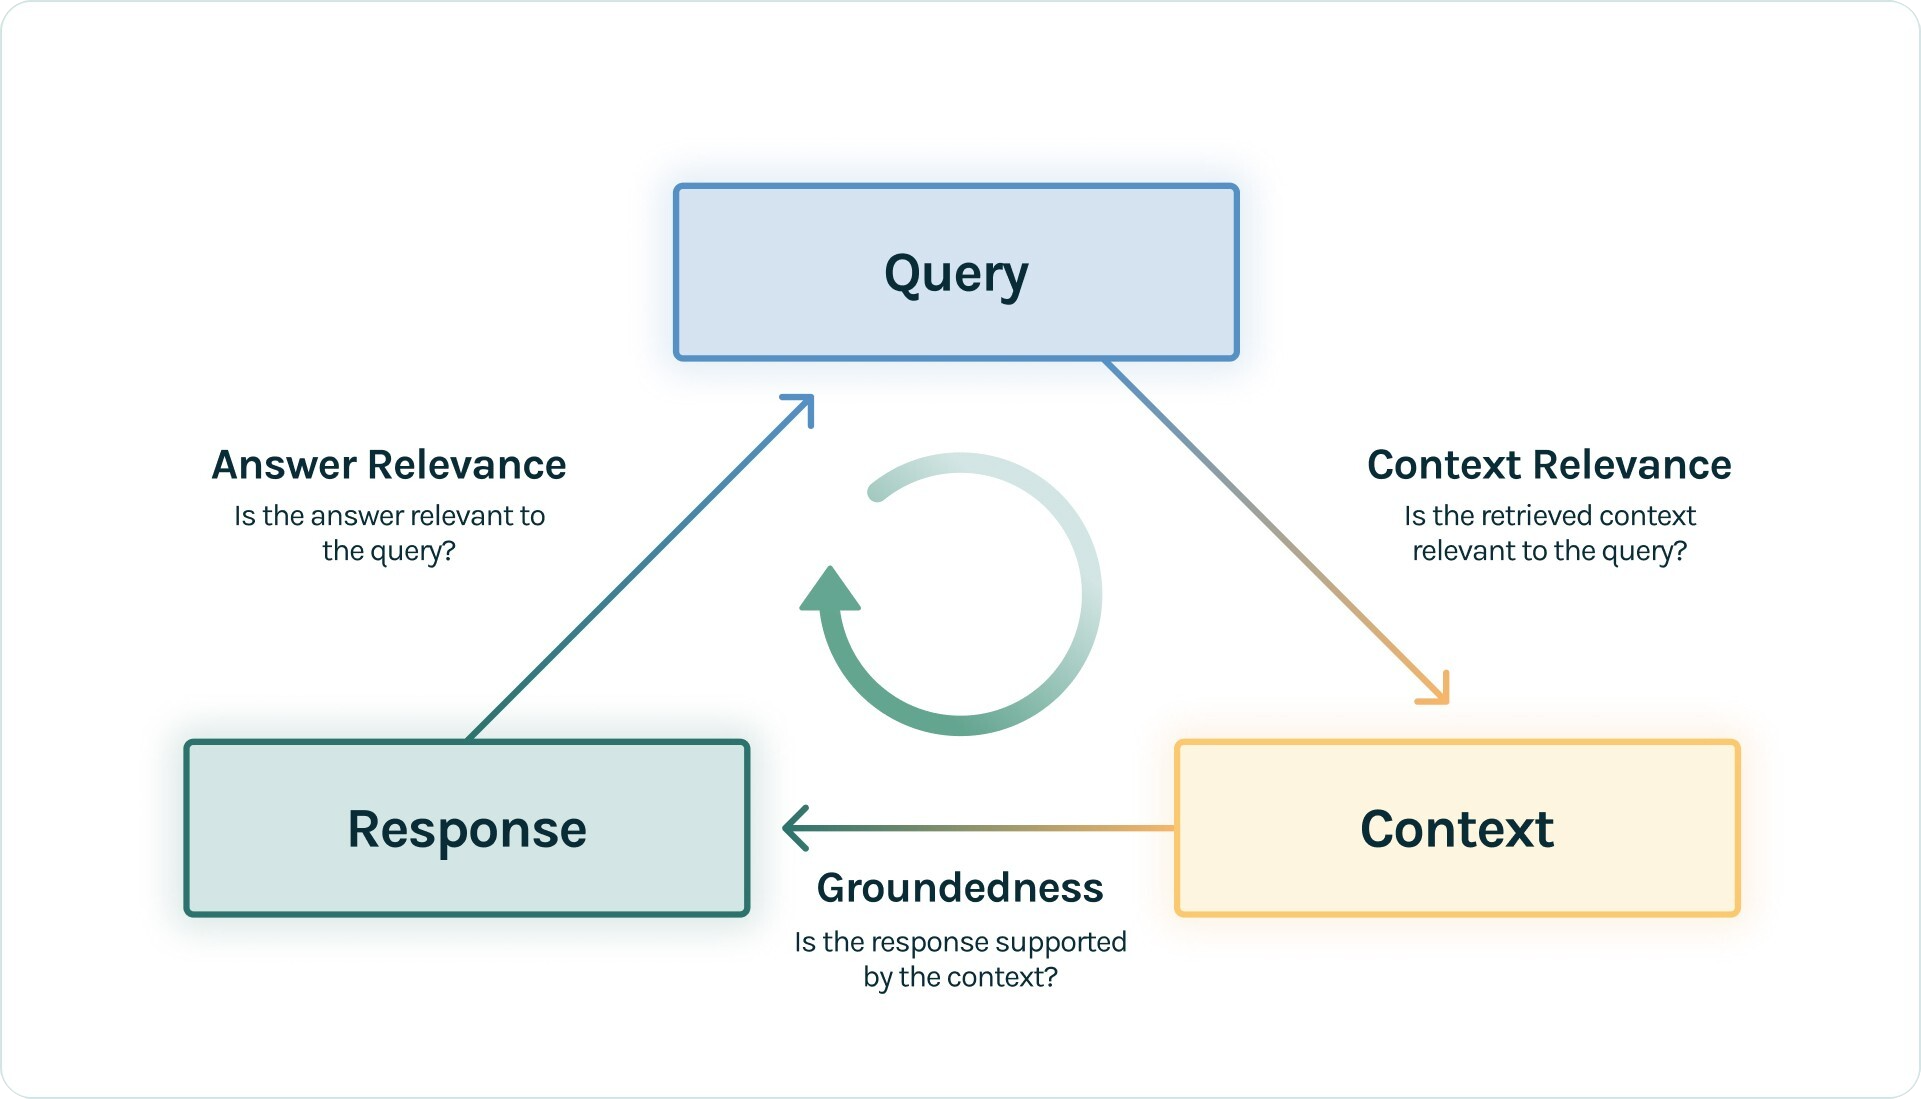 Query
Answer Relevance
Is the answer relevant to
the query?
Context Relevance
Is the retrieved context
relevant to the query?
Response
Context
Groundedness
Is the response supported
by the context?